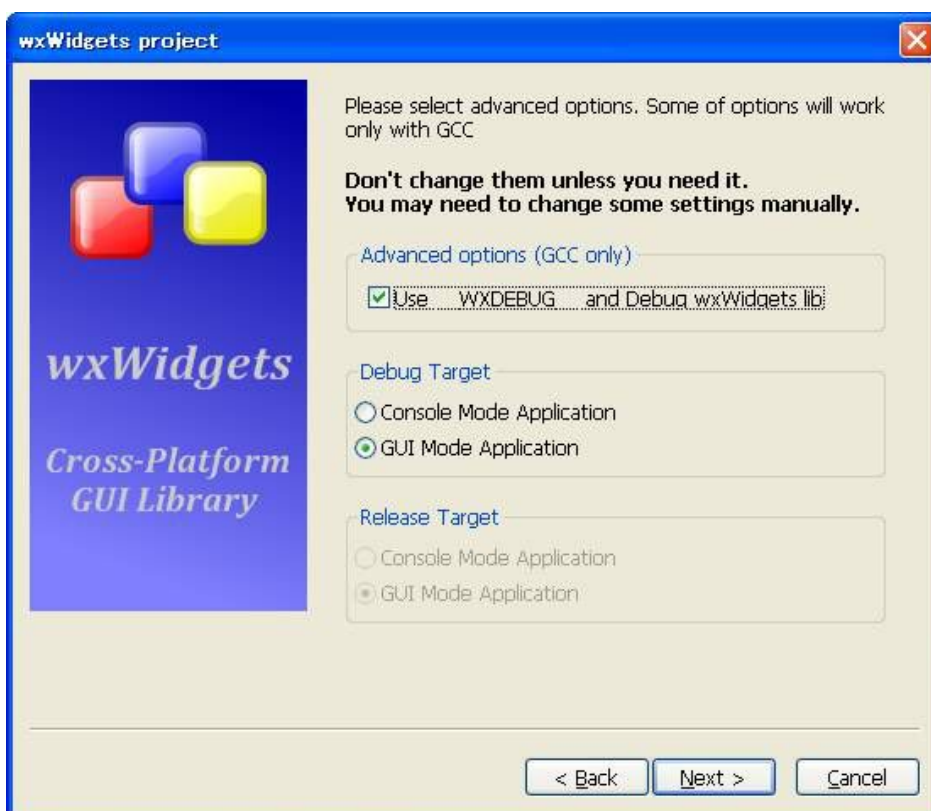 wxWidgets project
Please select advanced options. Some of options will work
only with GCC
Don't change them unless you need it.
You may need to change some settings manually.
Advanced options (GCC only)
Use __WXDEBUG__ and Debug wxWidgets lib
wxWidgets
Cross-Platform
GUI Library
Debug Target
Console Mode Application
GUI Mode Application
Release Target
Console Mode Application
GUI Mode Application
< Back
Next >
Cancel